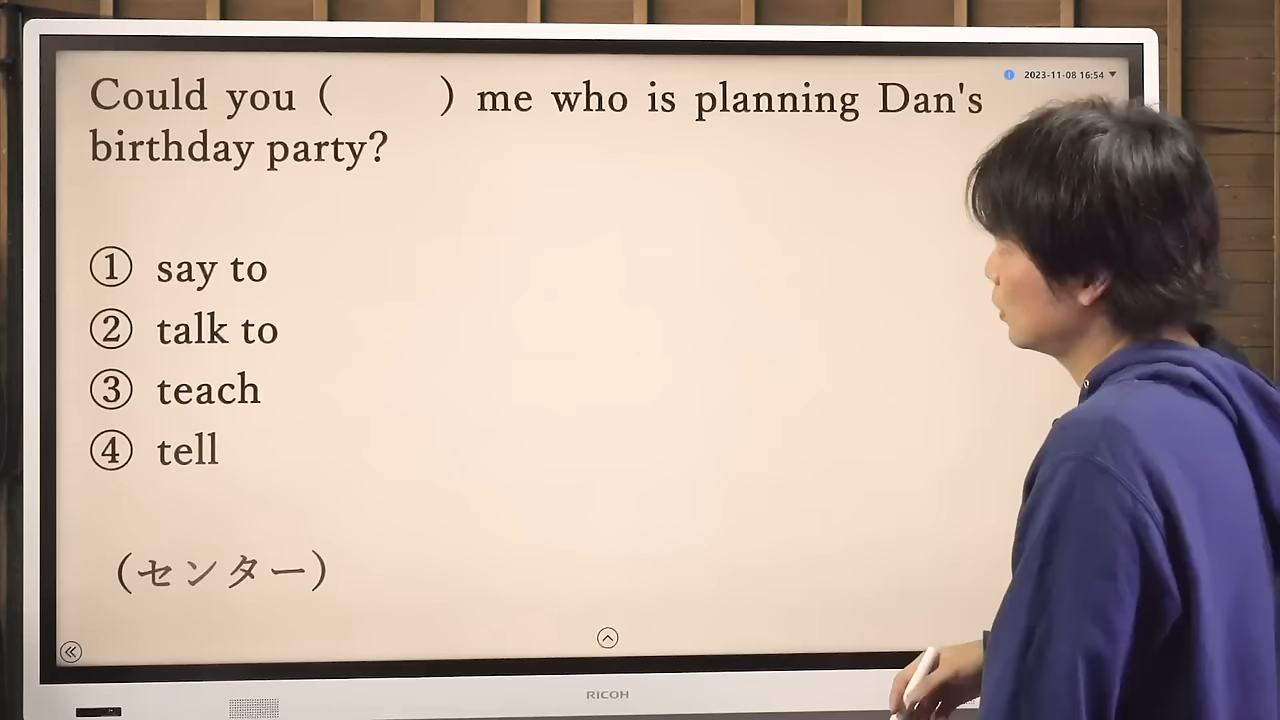 Could you (　　) me who is planning Dan's
birthday party?
2023-11-08 16:54
① say to
② talk to
③ teach
④ tell
(センター)
RICOH